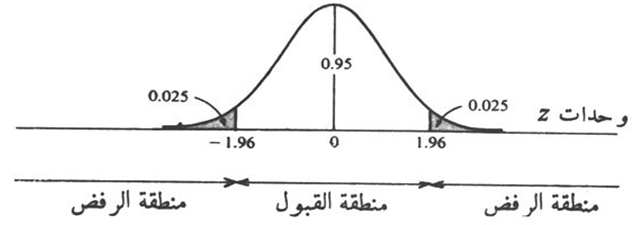 0.95
0.025
0.025
وحدات z
−1.96
0
1.96
منطقة الرفض
منطقة القبول
منطقة الرفض